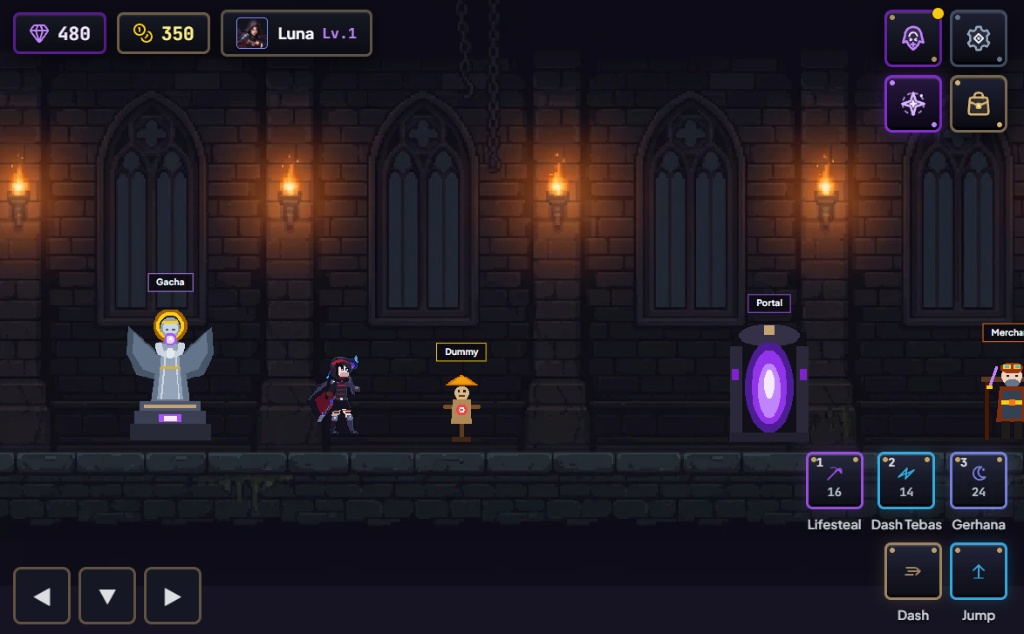 480
350
Luna Lv.1
Gacha
Dummy
Portal
Mercha
1
16
Lifesteal
2
14
Dash Tebas
3
24
Gerhana
Dash
Jump